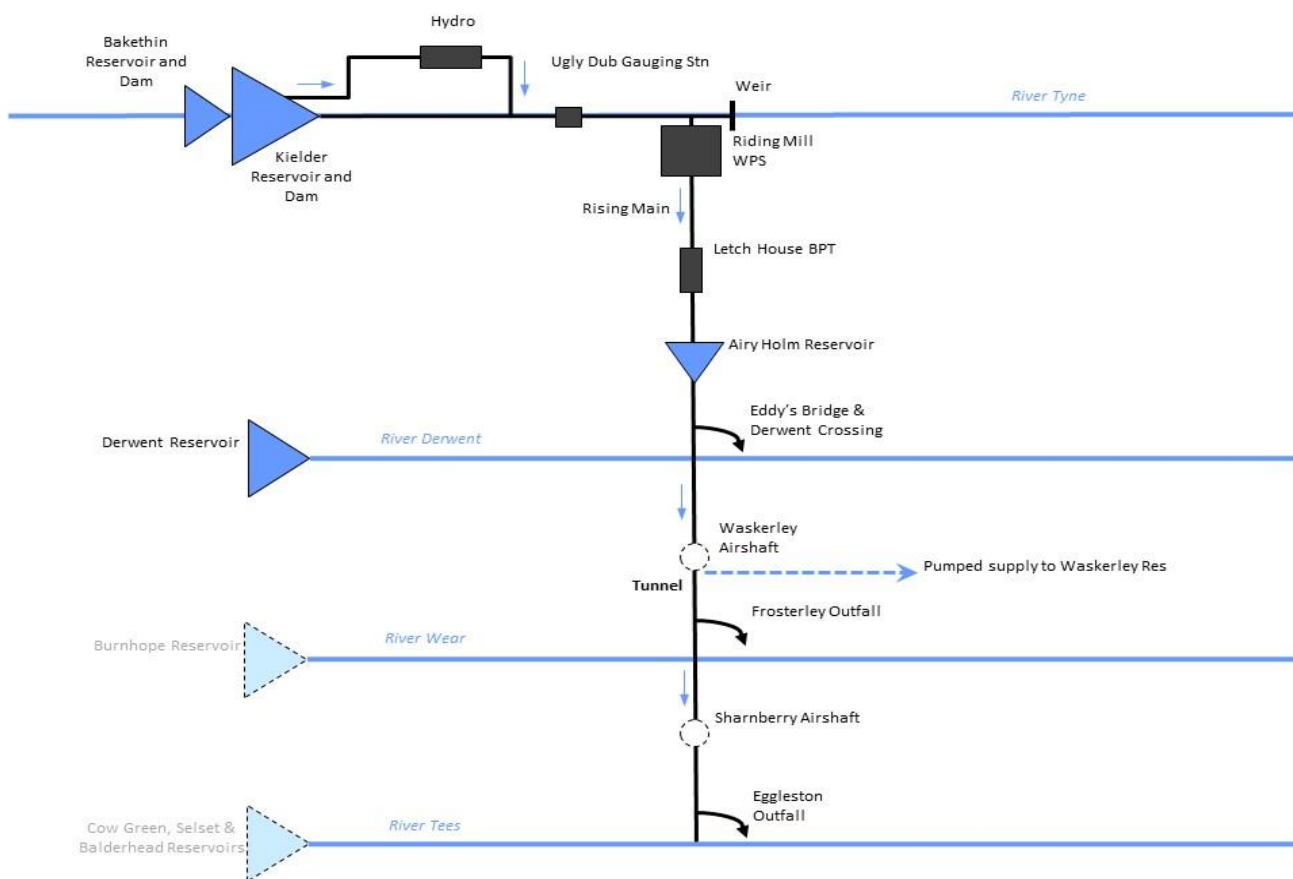 Hydro
Bakethin
Reservoir and
Dam
Ugly Dub Gauging Stn
Weir
River Tyne
Kielder
Reservoir and
Dam
Riding Mill
WPS
Rising Main
Letch House BPT
Airy Holm Reservoir
Eddy's Bridge &
Derwent Crossing
Derwent Reservoir
River Derwent
Waskerley
Airshaft
Pumped supply to Waskerley Res
Tunnel
Frosterley Outfall
Burnhope Reservoir
River Wear
Sharnberry Airshaft
Eggleston
Outfall
Cow Green, Selset &
Balderhead Reservoirs
River Tees